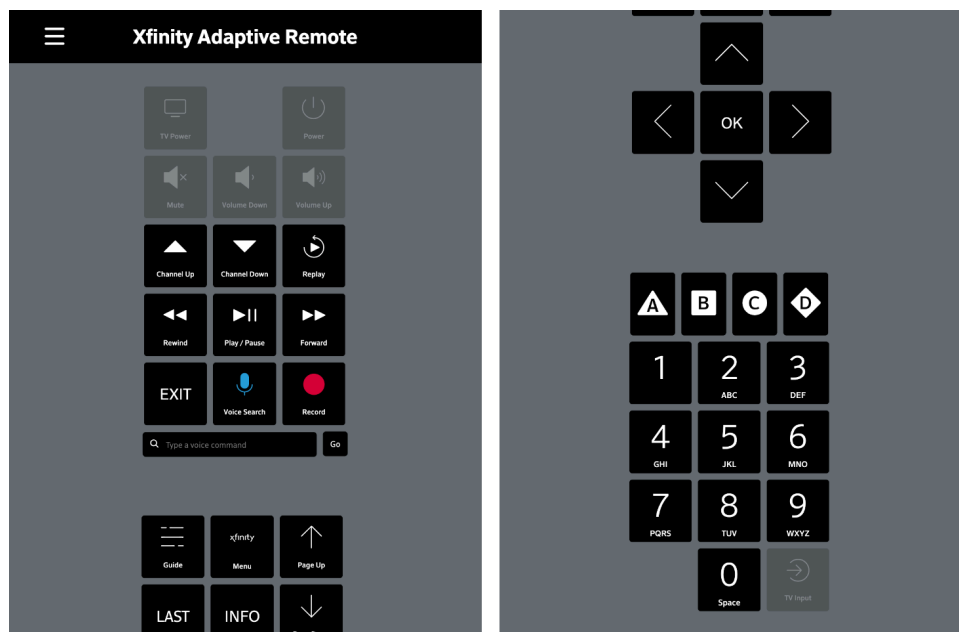 Xfinity Adaptive Remote
TV Power
Power
Mute
Volume Down
Volume Up
Channel Up
Channel Down
Replay
Rewind
Play / Pause
Forward
EXIT
Voice Search
Record
Type a voice command
Go
Guide
xfinity
Menu
Page Up
LAST
INFO
OK
A
B
C
D
1
2
ABC
3
DEF
4
GHI
5
JKL
6
MNO
7
PQRS
8
TUV
9
WXYZ
0
Space
TV Input